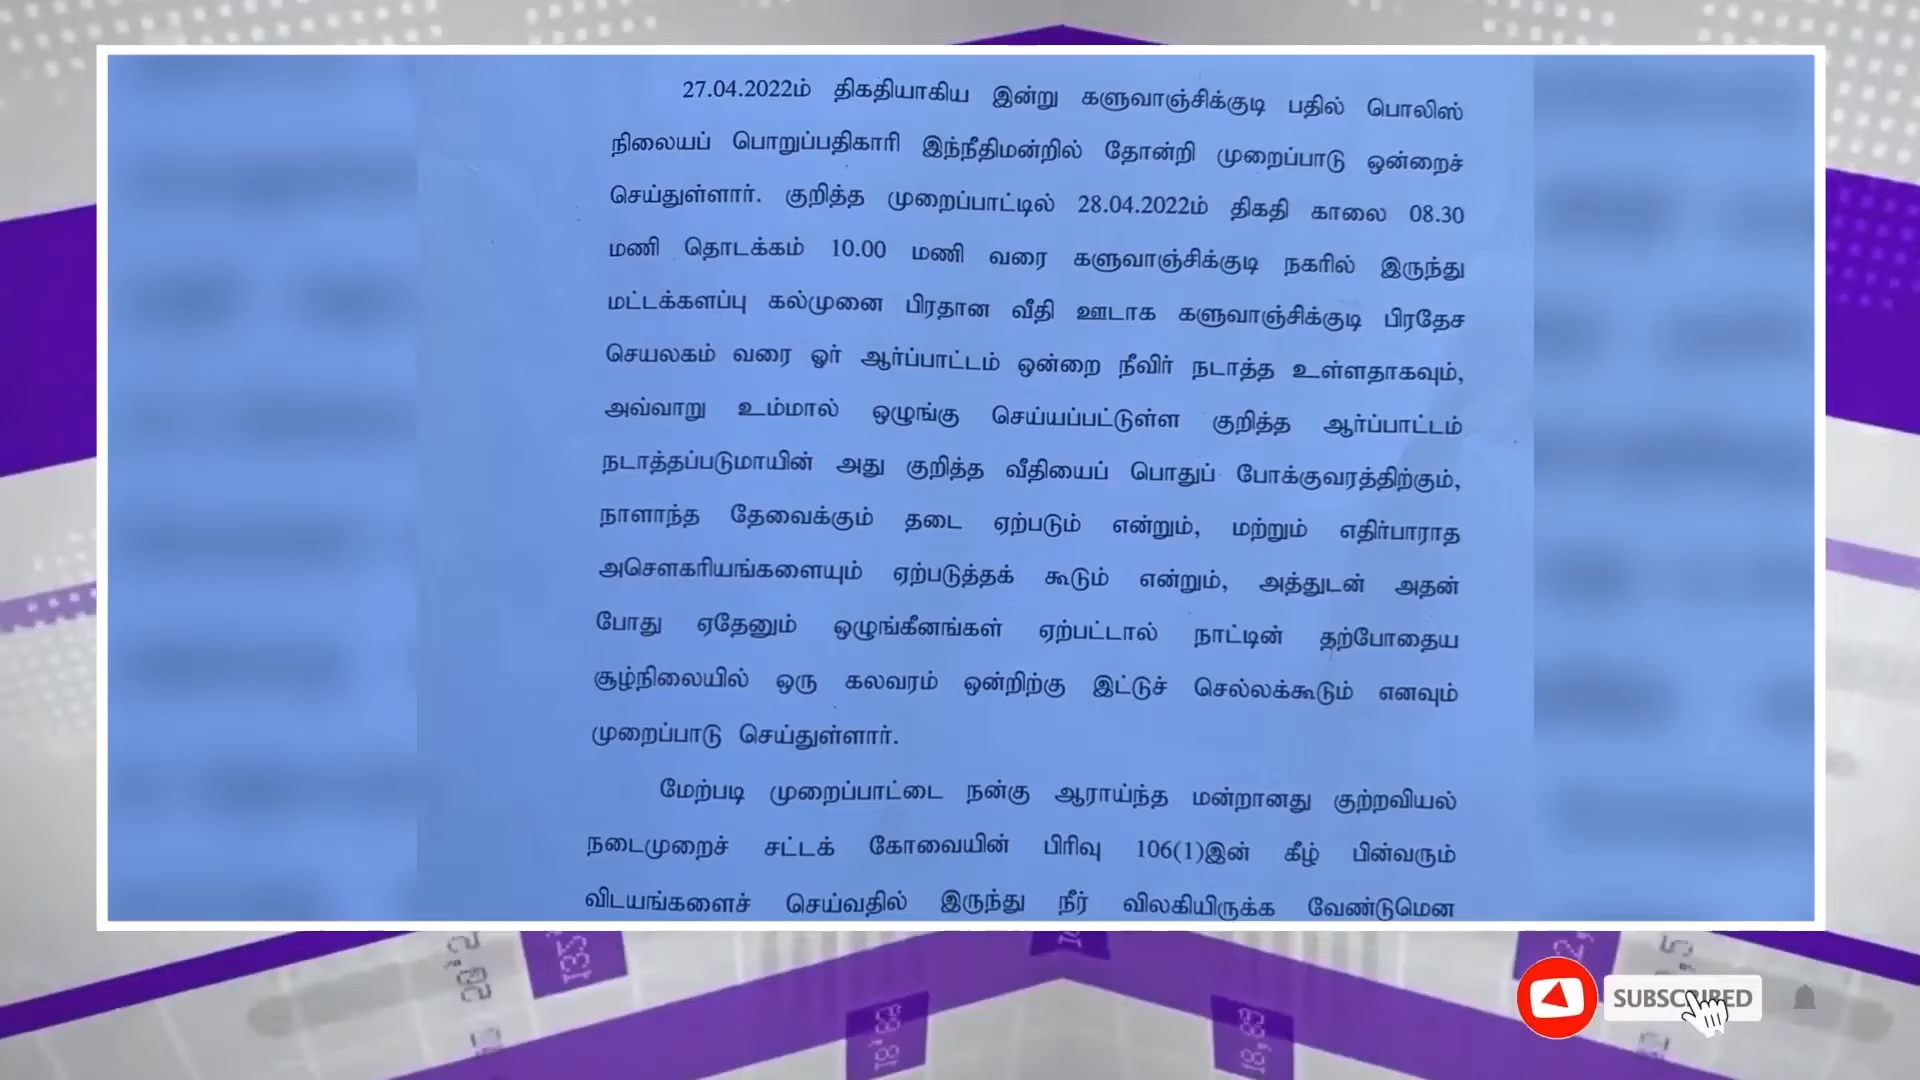 27.04.2022ம் திகதியாகிய இன்று களுவாஞ்சிக்குடி பதில் பொலிஸ்
நிலையப் பொறுப்பதிகாரி இந்நீதிமன்றில் தோன்றி முறைப்பாடு ஒன்றைச்
செய்துள்ளார். குறித்த முறைப்பாட்டில் 28.04.2022ம் திகதி காலை 08.30
மணி தொடக்கம் 10.00 மணி வரை களுவாஞ்சிக்குடி நகரில் இருந்து
மட்டக்களப்பு கல்முனை பிரதான வீதி ஊடாக களுவாஞ்சிக்குடி பிரதேச
செயலகம் வரை ஓர் ஆர்ப்பாட்டம் ஒன்றை நீவிர் நடாத்த உள்ளதாகவும்,
அவ்வாறு உம்மால் ஒழுங்கு செய்யப்பட்டுள்ள குறித்த ஆர்ப்பாட்டம்
நடாத்தப்படுமாயின் அது குறித்த வீதியைப் பொதுப் போக்குவரத்திற்கும்,
நாளாந்த தேவைக்கும் தடை ஏற்படும் என்றும், மற்றும் எதிர்பாராத
அசௌகரியங்களையும் ஏற்படுத்தக் கூடும் என்றும், அத்துடன் அதன்
போது ஏதேனும் ஒழுங்கீனங்கள் ஏற்பட்டால் நாட்டின் தற்போதைய
சூழ்நிலையில் ஒரு கலவரம் ஒன்றிற்கு இட்டுச் செல்லக்கூடும் எனவும்
முறைப்பாடு செய்துள்ளார்.
மேற்படி முறைப்பாட்டை நன்கு ஆராய்ந்த மன்றானது குற்றவியல்
நடைமுறைச் சட்டக் கோவையின் பிரிவு 106(1)இன் கீழ் பின்வரும்
விடயங்களைச் செய்வதில் இருந்து நீர் விலகியிருக்க வேண்டுமென
SUBSCRIBED